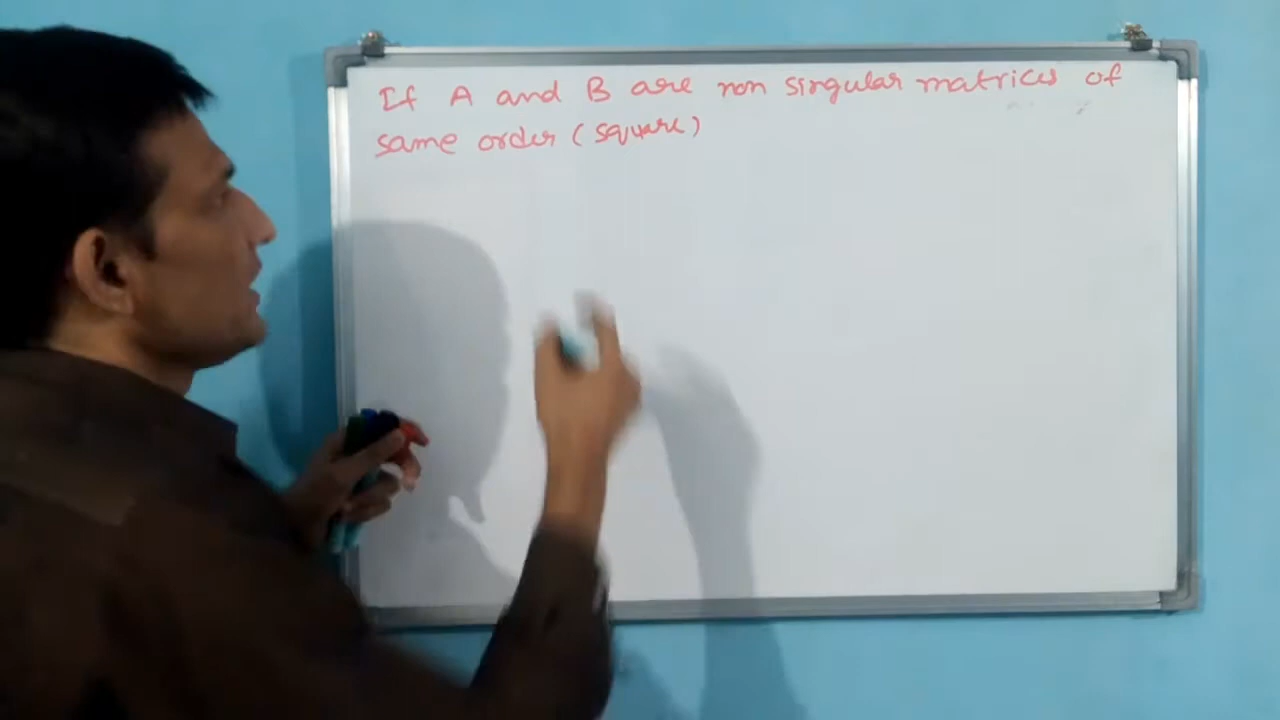 If A and B are non singular matrices of
same order (square)